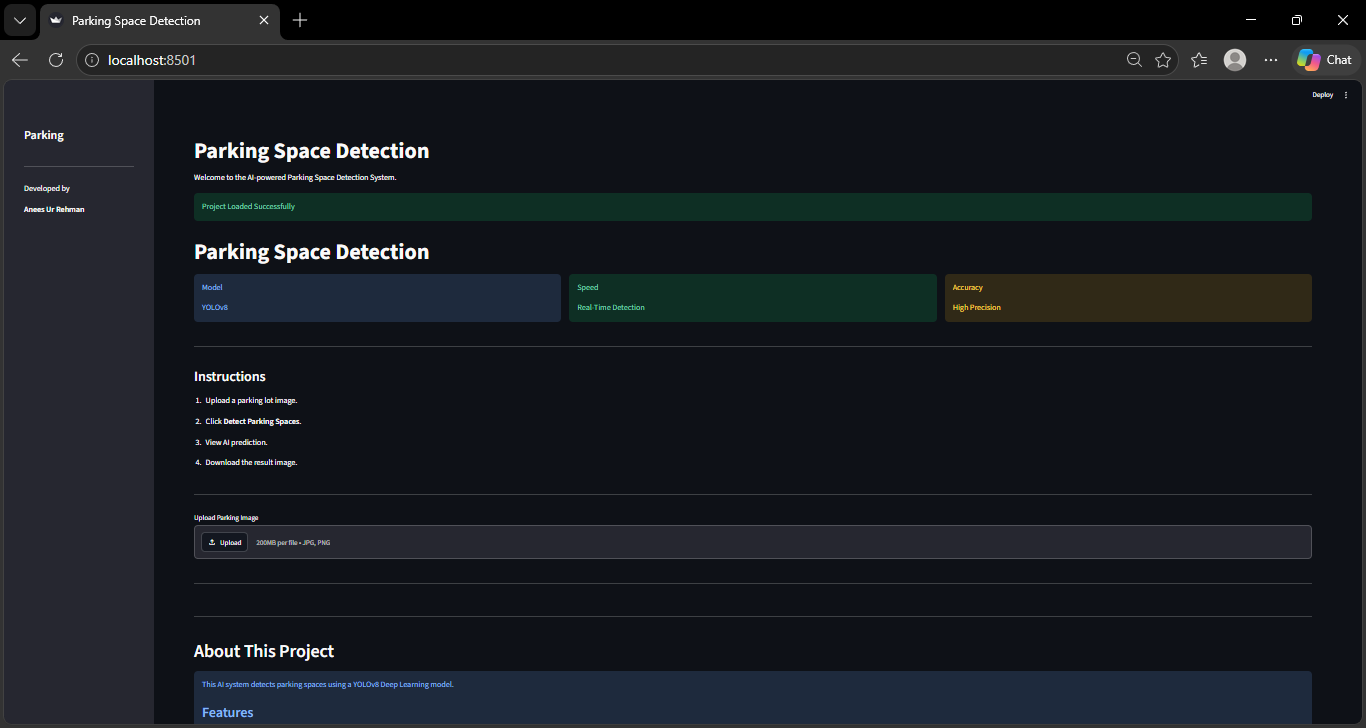 Parking Space Detection
localhost:8501
Chat
Deploy
Parking
Developed by
Anees Ur Rehman
Parking Space Detection
Welcome to the AI-powered Parking Space Detection System.
Project Loaded Successfully
Parking Space Detection
Model
YOLOv8
Speed
Real-Time Detection
Accuracy
High Precision
Instructions
1. Upload a parking lot image.
2. Click Detect Parking Spaces.
3. View AI prediction.
4. Download the result image.
Upload Parking Image
Upload
200MB per file • JPG, PNG
About This Project
This AI system detects parking spaces using a YOLOv8 Deep Learning model.
Features